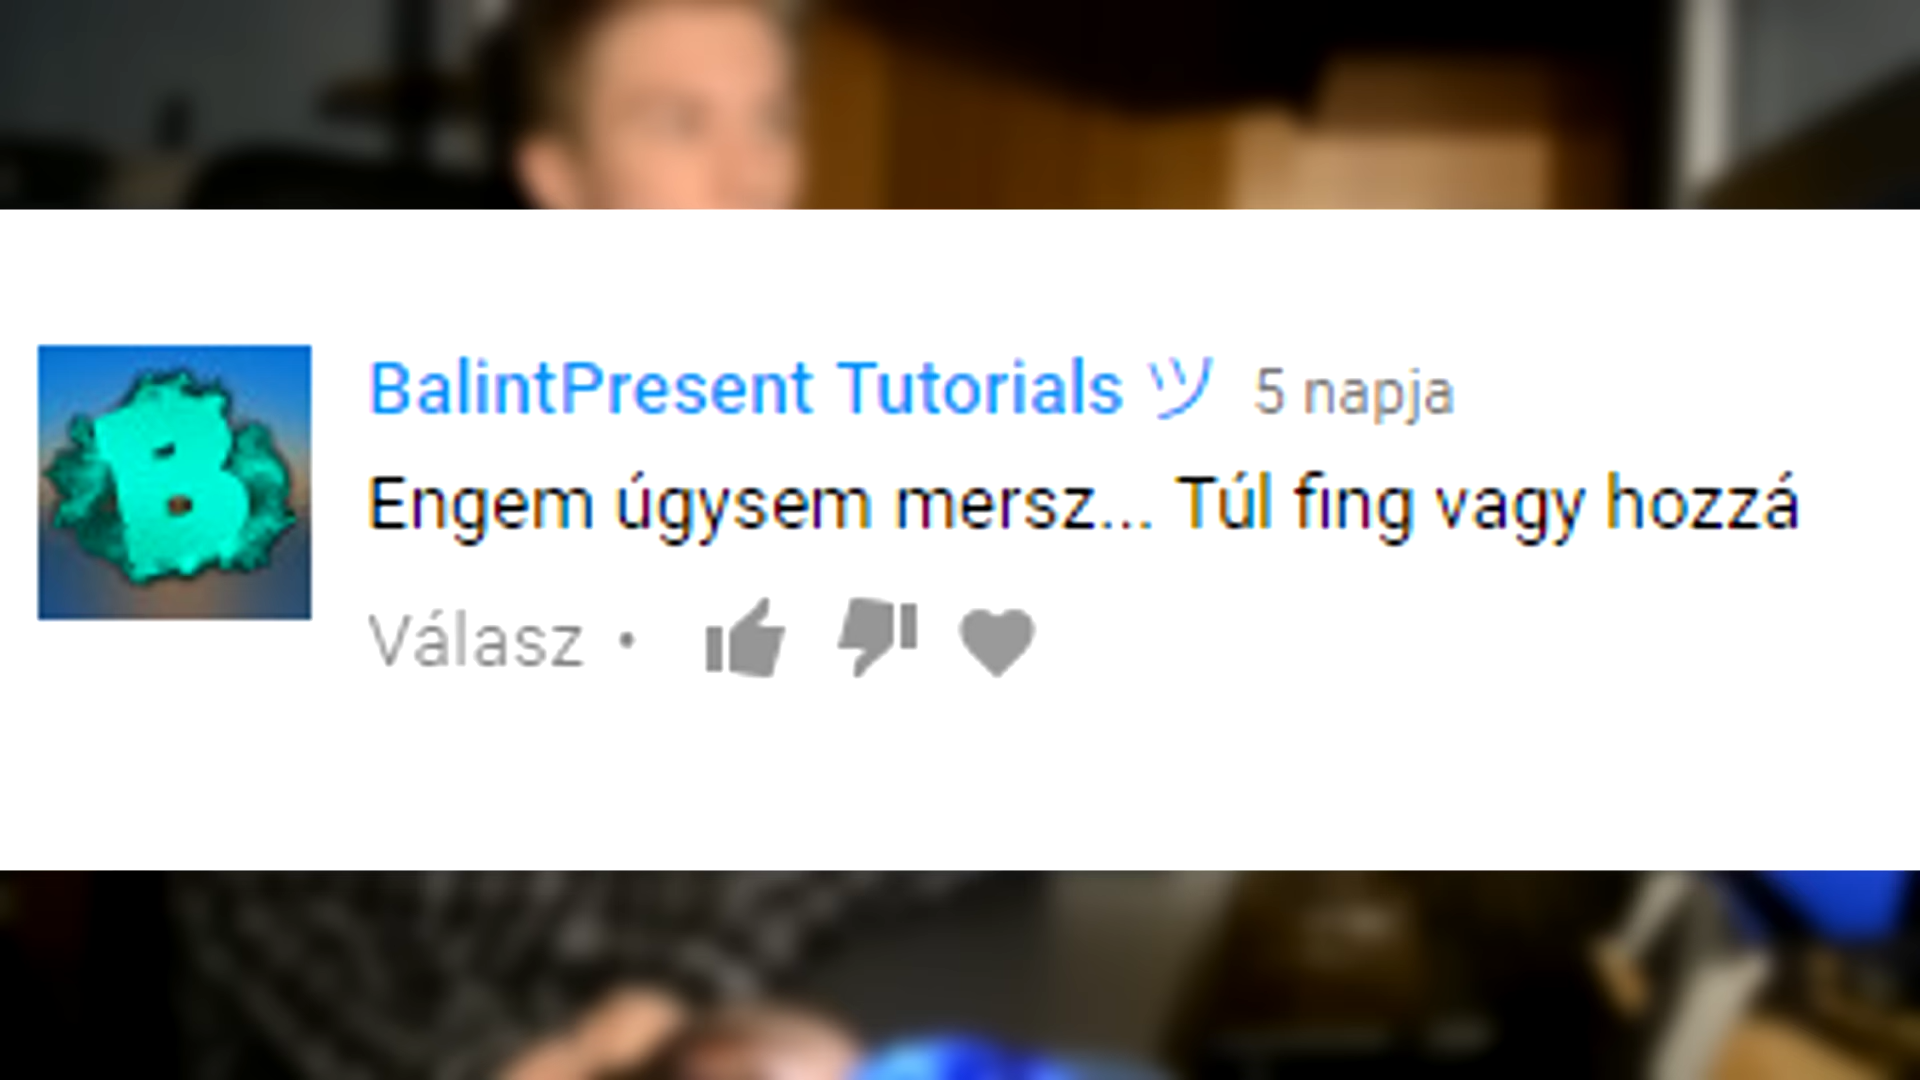 B
BalintPresent Tutorials ツ 5 napja
Engem úgysem mersz... Túl fing vagy hozzá
Válasz •